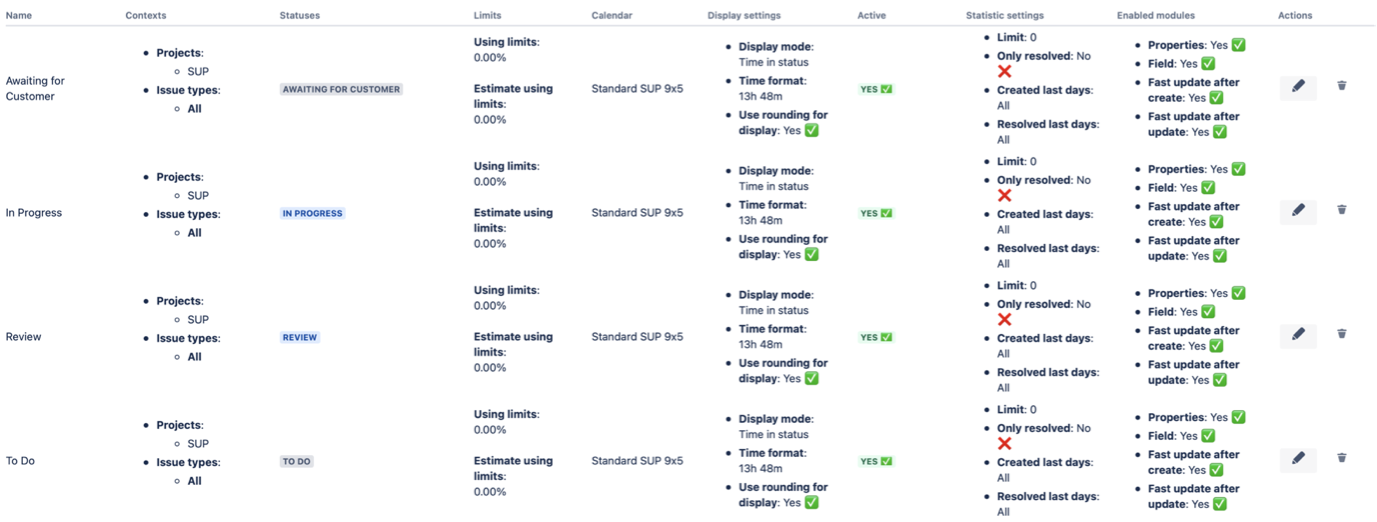 Name Contexts Statuses Limits Calendar Display settings Active Statistic settings Enabled modules Actions
Awaiting for
Customer
Projects:
SUP
Issue types:
All
AWAITING FOR CUSTOMER
Using limits:
0.00%
Estimate using
limits:
0.00%
Standard SUP 9x5
Display mode:
Time in status
Time format:
13h 48m
Use rounding for
display: Yes ✅
YES ✅
Limit: 0
Only resolved: No
❌
Created last days:
All
Resolved last days:
All
Properties: Yes ✅
Field: Yes ✅
Fast update after
create: Yes ✅
Fast update after
update: Yes ✅
In Progress
Projects:
SUP
Issue types:
All
IN PROGRESS
Using limits:
0.00%
Estimate using
limits:
0.00%
Standard SUP 9x5
Display mode:
Time in status
Time format:
13h 48m
Use rounding for
display: Yes ✅
YES ✅
Limit: 0
Only resolved: No
❌
Created last days:
All
Resolved last days:
All
Properties: Yes ✅
Field: Yes ✅
Fast update after
create: Yes ✅
Fast update after
update: Yes ✅
Review
Projects:
SUP
Issue types:
All
REVIEW
Using limits:
0.00%
Estimate using
limits:
0.00%
Standard SUP 9x5
Display mode:
Time in status
Time format:
13h 48m
Use rounding for
display: Yes ✅
YES ✅
Limit: 0
Only resolved: No
❌
Created last days:
All
Resolved last days:
All
Properties: Yes ✅
Field: Yes ✅
Fast update after
create: Yes ✅
Fast update after
update: Yes ✅
To Do
Projects:
SUP
Issue types:
All
TO DO
Using limits:
0.00%
Estimate using
limits:
0.00%
Standard SUP 9x5
Display mode:
Time in status
Time format:
13h 48m
Use rounding for
display: Yes ✅
YES ✅
Limit: 0
Only resolved: No
❌
Created last days:
All
Resolved last days:
All
Properties: Yes ✅
Field: Yes ✅
Fast update after
create: Yes ✅
Fast update after
update: Yes ✅